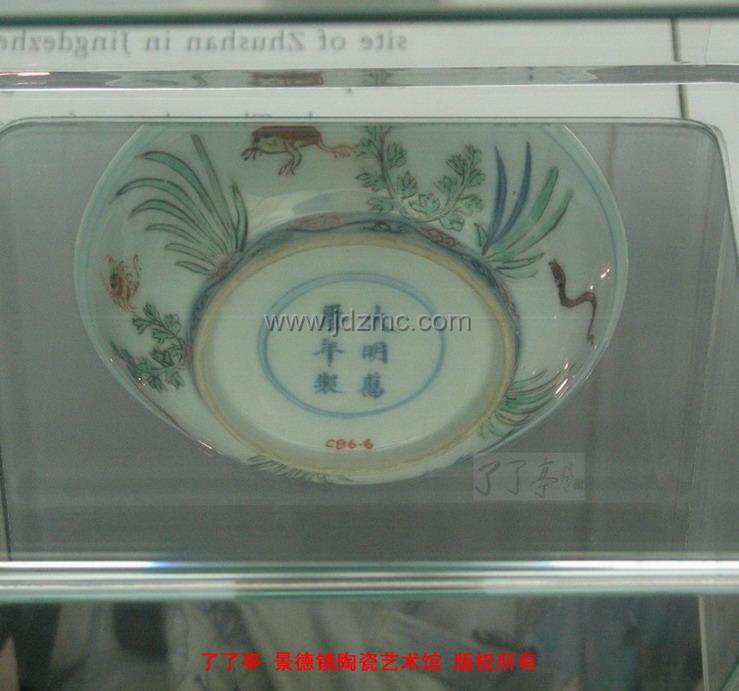 site of Zhushan in Jingdezhe
大明萬
曆年製
www.jdzmc.com
CB6-6
了了亭
了了亭 景德镇陶瓷艺术馆 版权所有